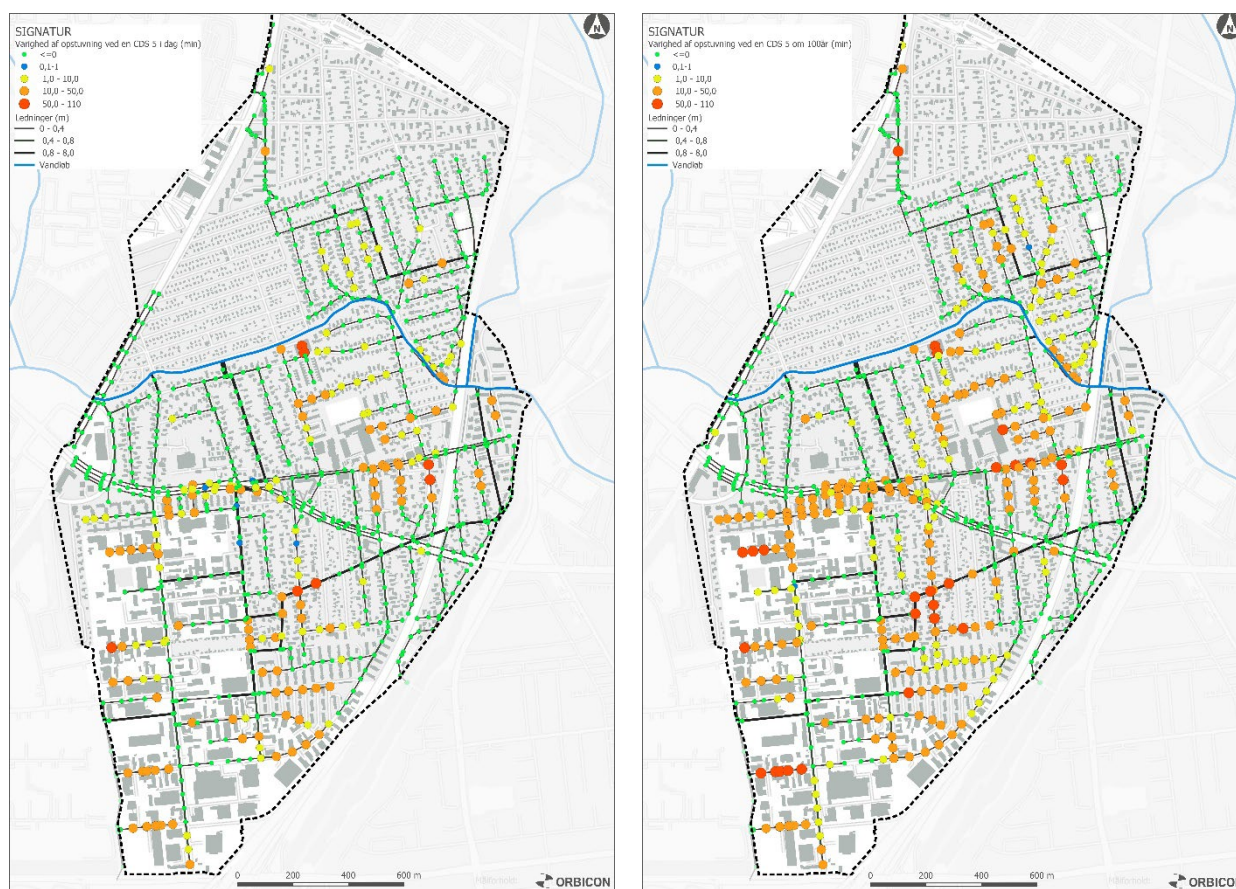 SIGNATUR
Varighed af opstuvning ved en CDS 5 i dag (min)
<=0
0,1-1
1,0 - 10,0
10,0 - 50,0
50,0 - 110
Ledninger (m)
0 - 0,4
0,4 - 0,8
0,8 - 8,0
Vandløb
N
0 200 400 600 m
ORBICON
SIGNATUR
Varighed af opstuvning ved en CDS 5 om 100år (min)
<=0
0,1-1
1,0 - 10,0
10,0 - 50,0
50,0 - 110
Ledninger (m)
0 - 0,4
0,4 - 0,8
0,8 - 8,0
Vandløb
N
0 200 400 600 m
ORBICON